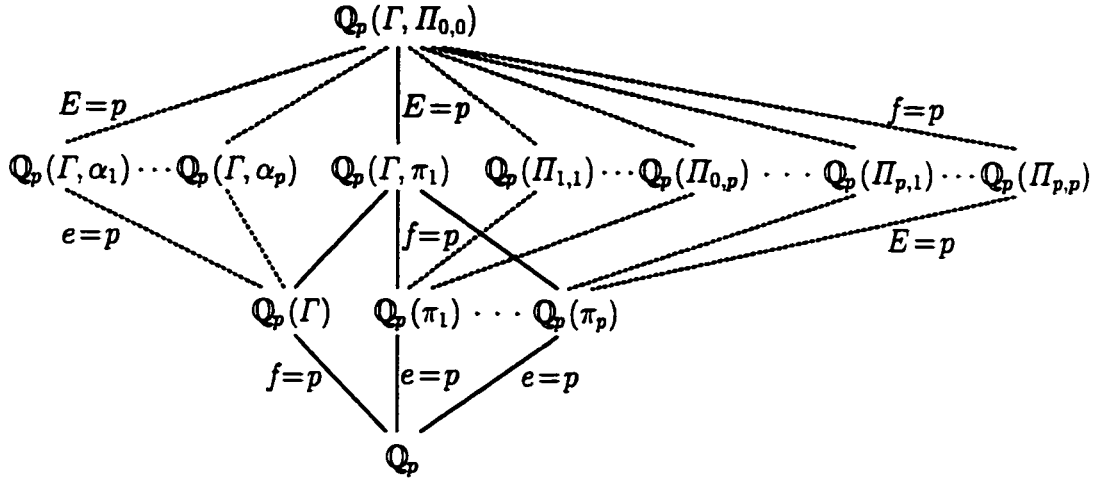 ℚₚ(Γ, Π₀,₀)
E=p E=p f=p
ℚₚ(Γ, α₁) ··· ℚₚ(Γ, αₚ) ℚₚ(Γ, π₁) ℚₚ(Π₁,₁) ··· ℚₚ(Π₀,ₚ) · · · ℚₚ(Πₚ,₁) ··· ℚₚ(Πₚ,ₚ)
e=p f=p E=p
ℚₚ(Γ) ℚₚ(π₁) · · · ℚₚ(πₚ)
f=p e=p e=p
ℚₚ